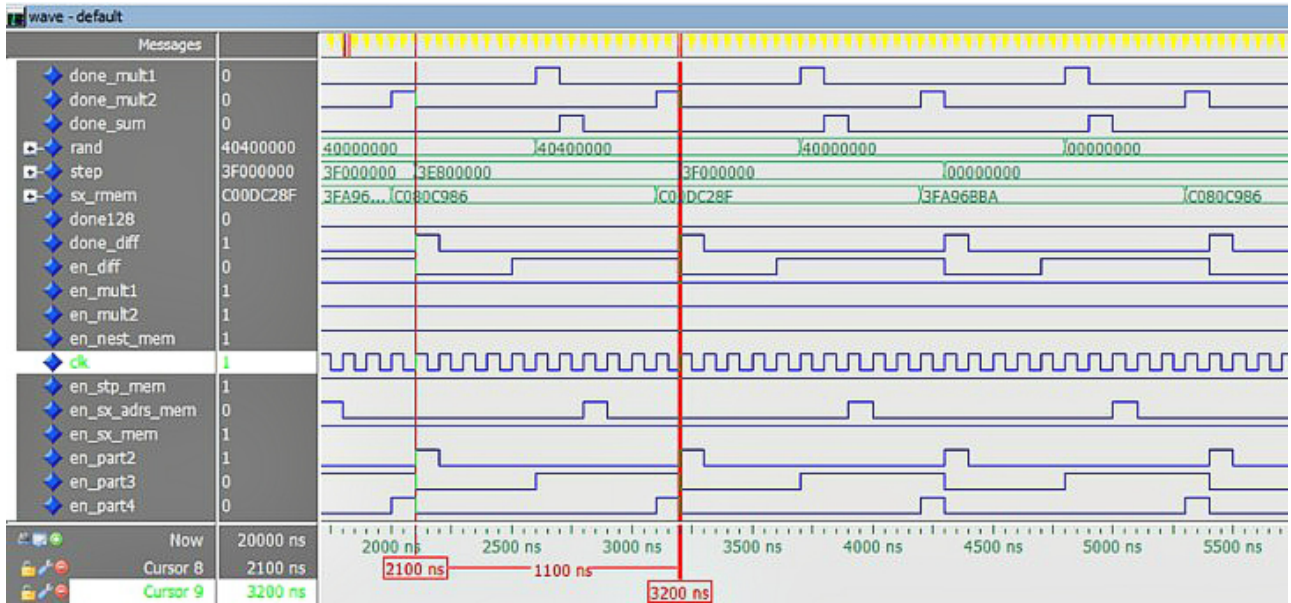 wave - default
Messages
done_mult1 0
done_mult2 0
done_sum 0
rand 40400000 40000000 40400000 40000000 00000000
step 3F000000 3F000000 3E800000 3F000000 00000000
sx_rmem C00DC28F 3FA96... C080C986 C00DC28F 3FA96BBA C080C986
done128 0
done_diff 1
en_diff 0
en_mult1 1
en_mult2 1
en_nest_mem 1
clk 1
en_stp_mem 1
en_sx_adrs_mem 0
en_sx_mem 1
en_part2 1
en_part3 0
en_part4 0
Now 20000 ns 2000 ns 2500 ns 3000 ns 3500 ns 4000 ns 4500 ns 5000 ns 5500 ns
Cursor 8 2100 ns 2100 ns 1100 ns
Cursor 9 3200 ns 3200 ns